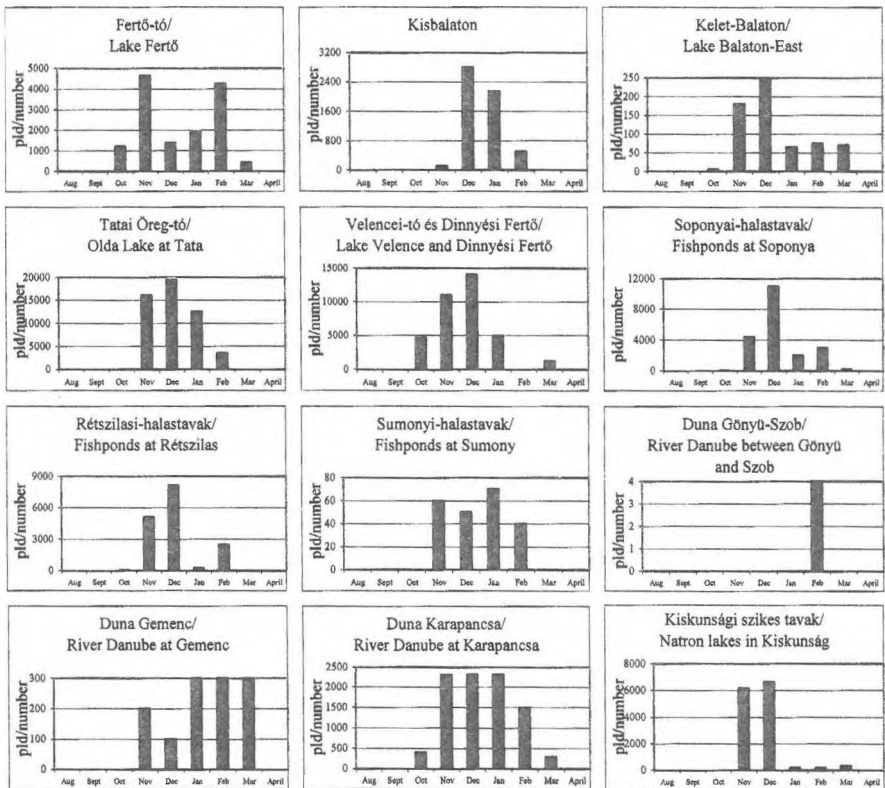 Fertő-tó/
Lake Fertő
pld/number
5000
4000
3000
2000
1000
0
Aug Sept Oct Nov Dec Jan Feb Mar April
Kisbalaton
pld/number
3200
2400
1600
800
0
Aug Sept Oct Nov Dec Jan Feb Mar April
Kelet-Balaton/
Lake Balaton-East
pld/number
250
200
150
100
50
0
Aug Sept Oct Nov Dec Jan Feb Mar April
Tatai Öreg-tó/
Olda Lake at Tata
pld/number
20000
15000
10000
5000
0
Aug Sept Oct Nov Dec Jan Feb Mar April
Velencei-tó és Dinnyési Fertő/
Lake Velence and Dinnyési Fertő
pld/number
15000
10000
5000
0
Aug Sept Oct Nov Dec Jan Feb Mar April
Soponyai-halastavak/
Fishponds at Soponya
pld/number
12000
8000
4000
0
Aug Sept Oct Nov Dec Jan Feb Mar April
Rétszilasi-halastavak/
Fishponds at Rétszilas
pld/number
9000
6000
3000
0
Aug Sept Oct Nov Dec Jan Feb Mar April
Sumonyi-halastavak/
Fishponds at Sumony
pld/number
80
60
40
20
0
Aug Sept Oct Nov Dec Jan Feb Mar April
Duna Gönyü-Szob/
River Danube between Gönyü
and Szob
pld/number
4
3
2
1
0
Aug Sept Oct Nov Dec Jan Feb Mar April
Duna Gemenc/
River Danube at Gemenc
pld/number
300
200
100
0
Aug Sept Oct Nov Dec Jan Feb Mar April
Duna Karapancsa/
River Danube at Karapancsa
pld/number
2500
2000
1500
1000
500
0
Aug Sept Oct Nov Dec Jan Feb Mar April
Kiskunsági szikes tavak/
Natron lakes in Kiskunság
pld/number
8000
6000
4000
2000
0
Aug Sept Oct Nov Dec Jan Feb Mar April